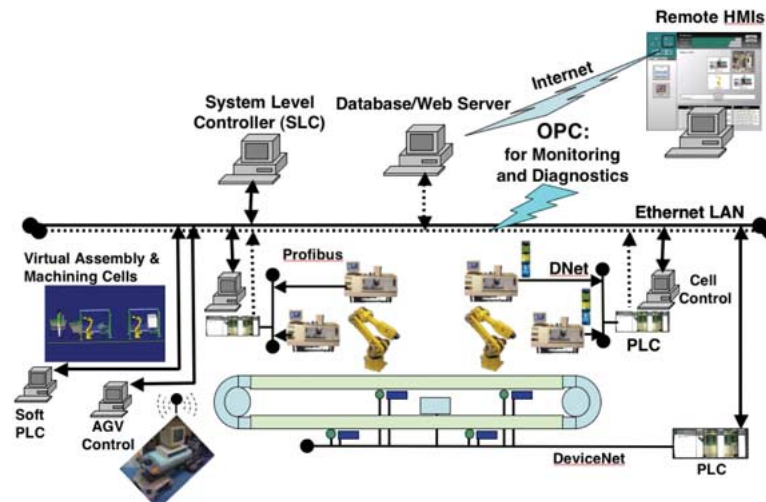 Remote HMIs
Internet
System Level
Controller (SLC)
Database/Web Server
OPC:
for Monitoring
and Diagnostics
Ethernet LAN
Virtual Assembly &
Machining Cells
Profibus
DNet
Cell
Control
PLC
Soft
PLC
AGV
Control
DeviceNet
PLC